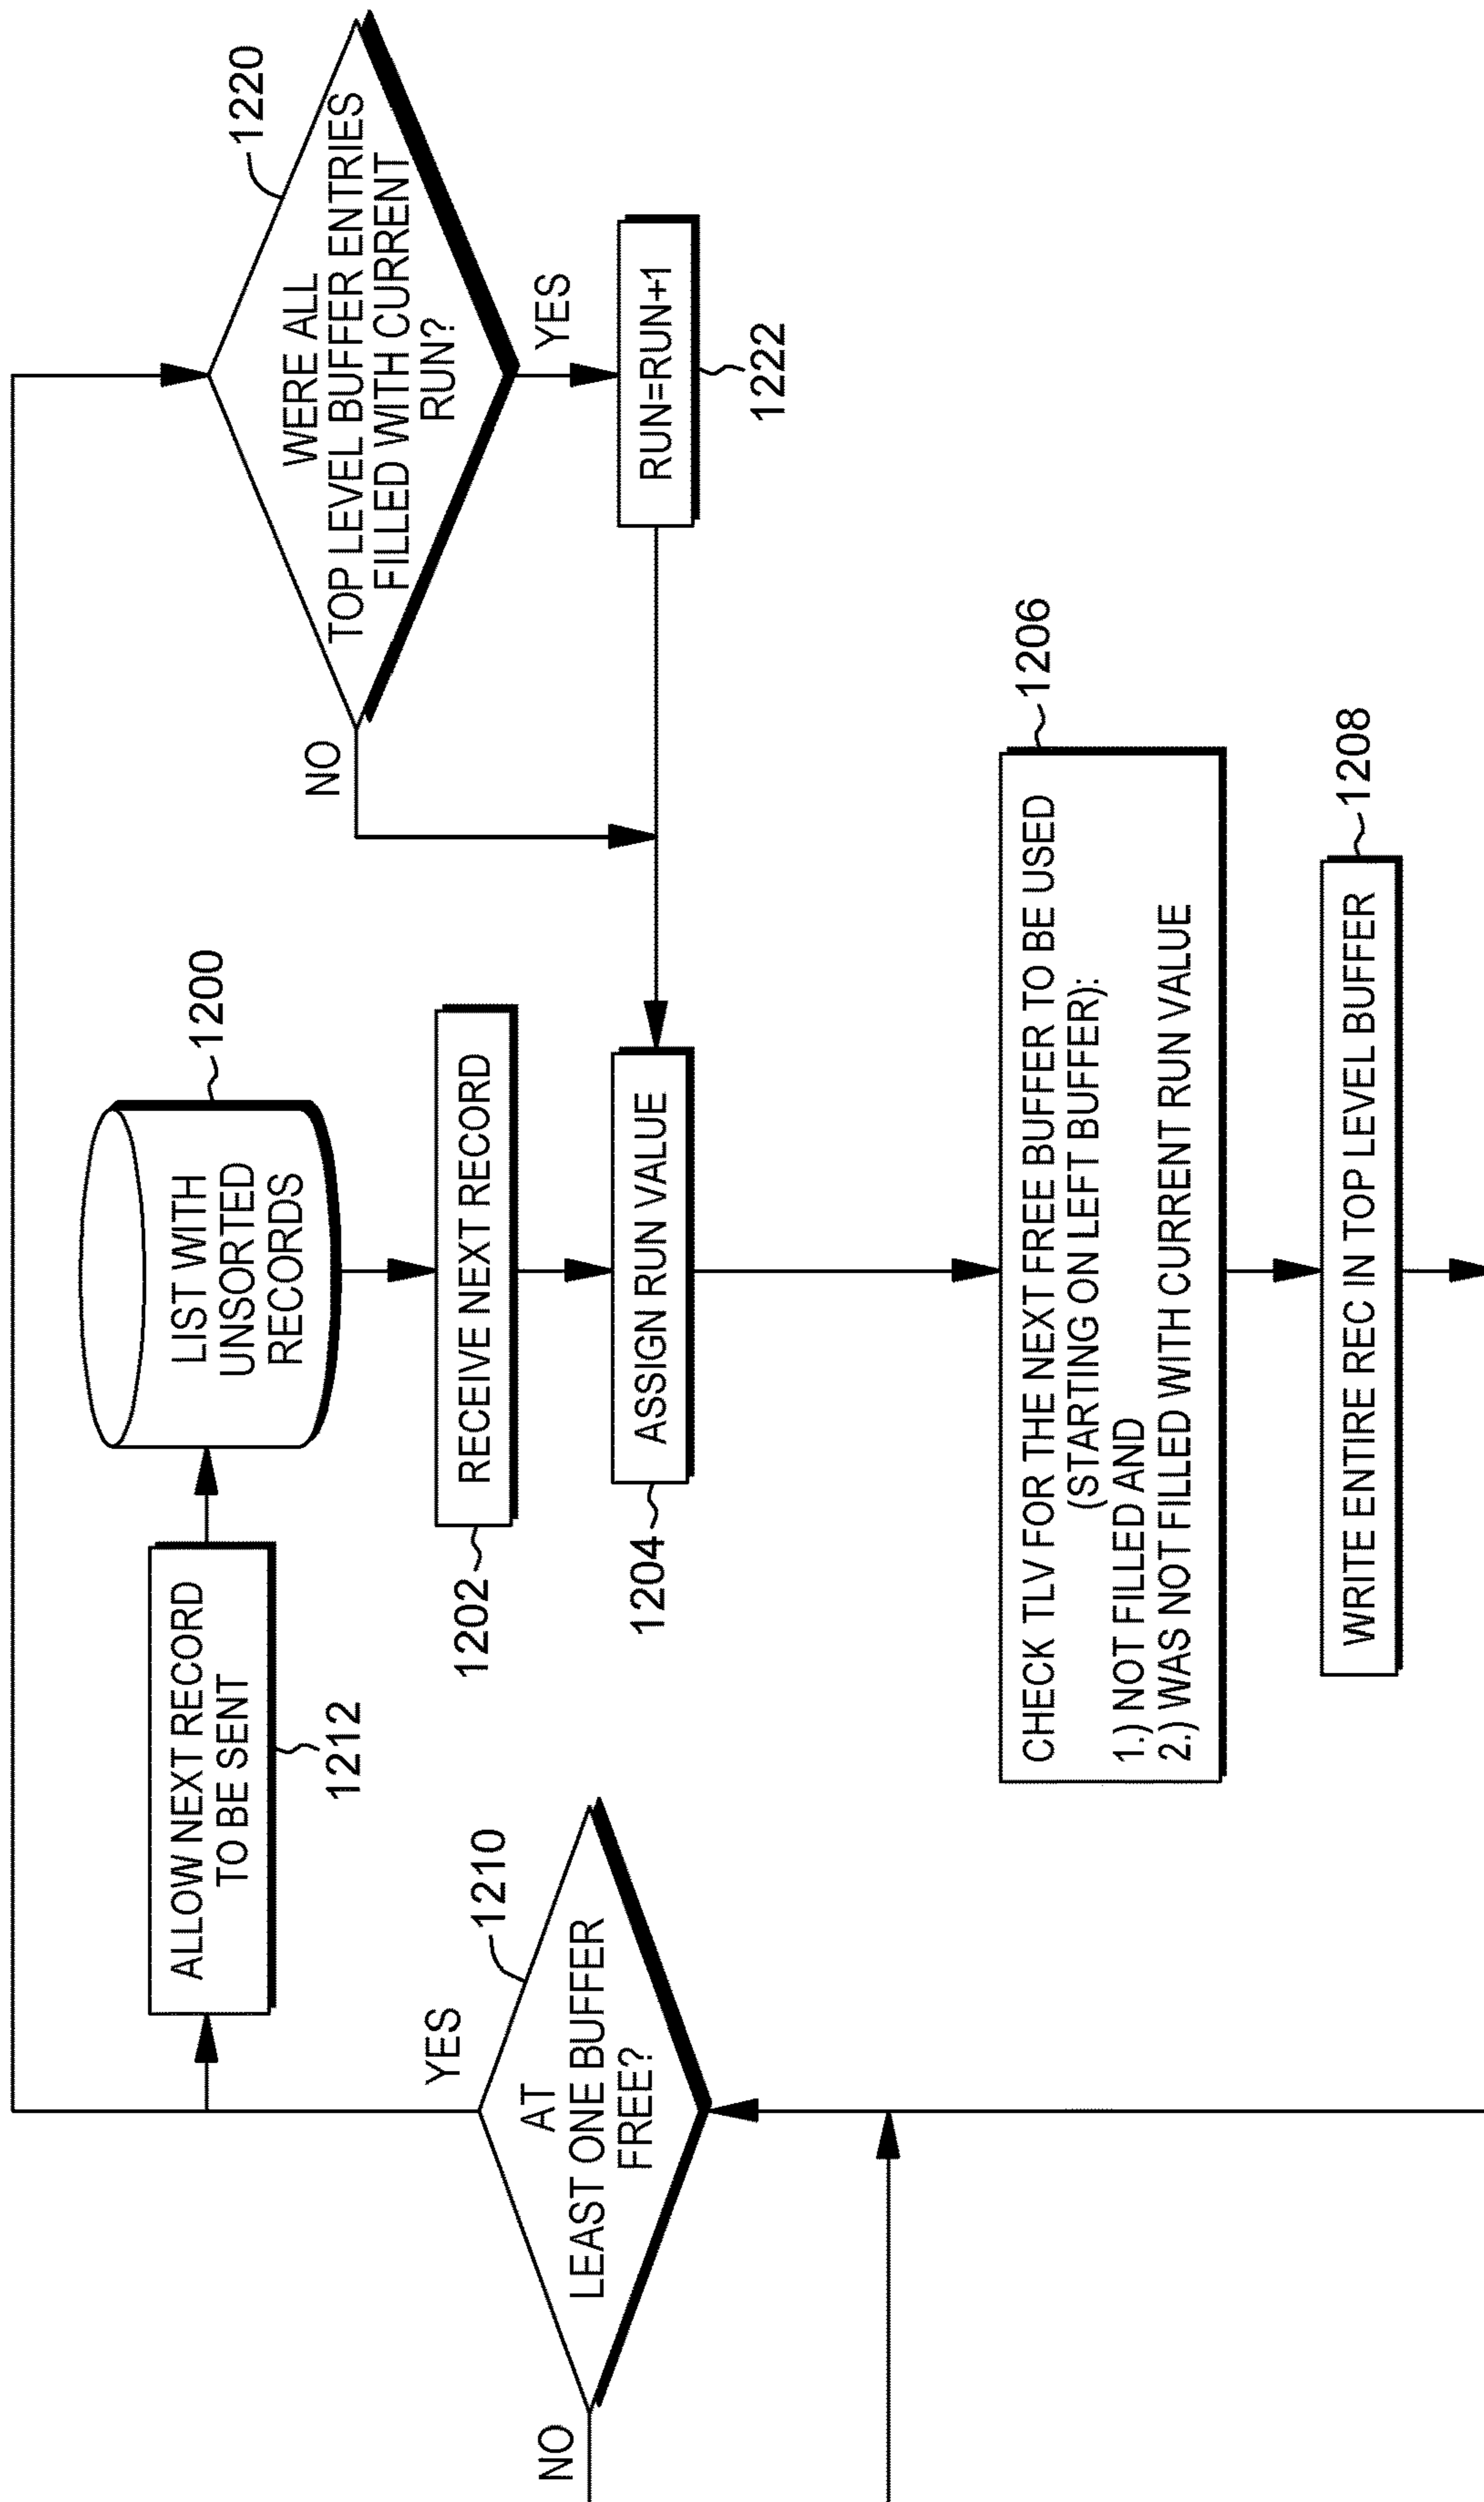 ALLOW NEXT RECORD
TO BE SENT
1212
LIST WITH
UNSORTED
RECORDS
1200
WERE ALL
TOP LEVEL BUFFER ENTRIES
FILLED WITH CURRENT
RUN?
1220
NO
YES
AT
LEAST ONE BUFFER
FREE?
1210
YES
NO
RECEIVE NEXT RECORD
1202
ASSIGN RUN VALUE
1204
RUN=RUN+1
1222
CHECK TLV FOR THE NEXT FREE BUFFER TO BE USED
(STARTING ON LEFT BUFFER):
1.) NOT FILLED AND
2.) WAS NOT FILLED WITH CURRENT RUN VALUE
1206
WRITE ENTIRE REC IN TOP LEVEL BUFFER
1208